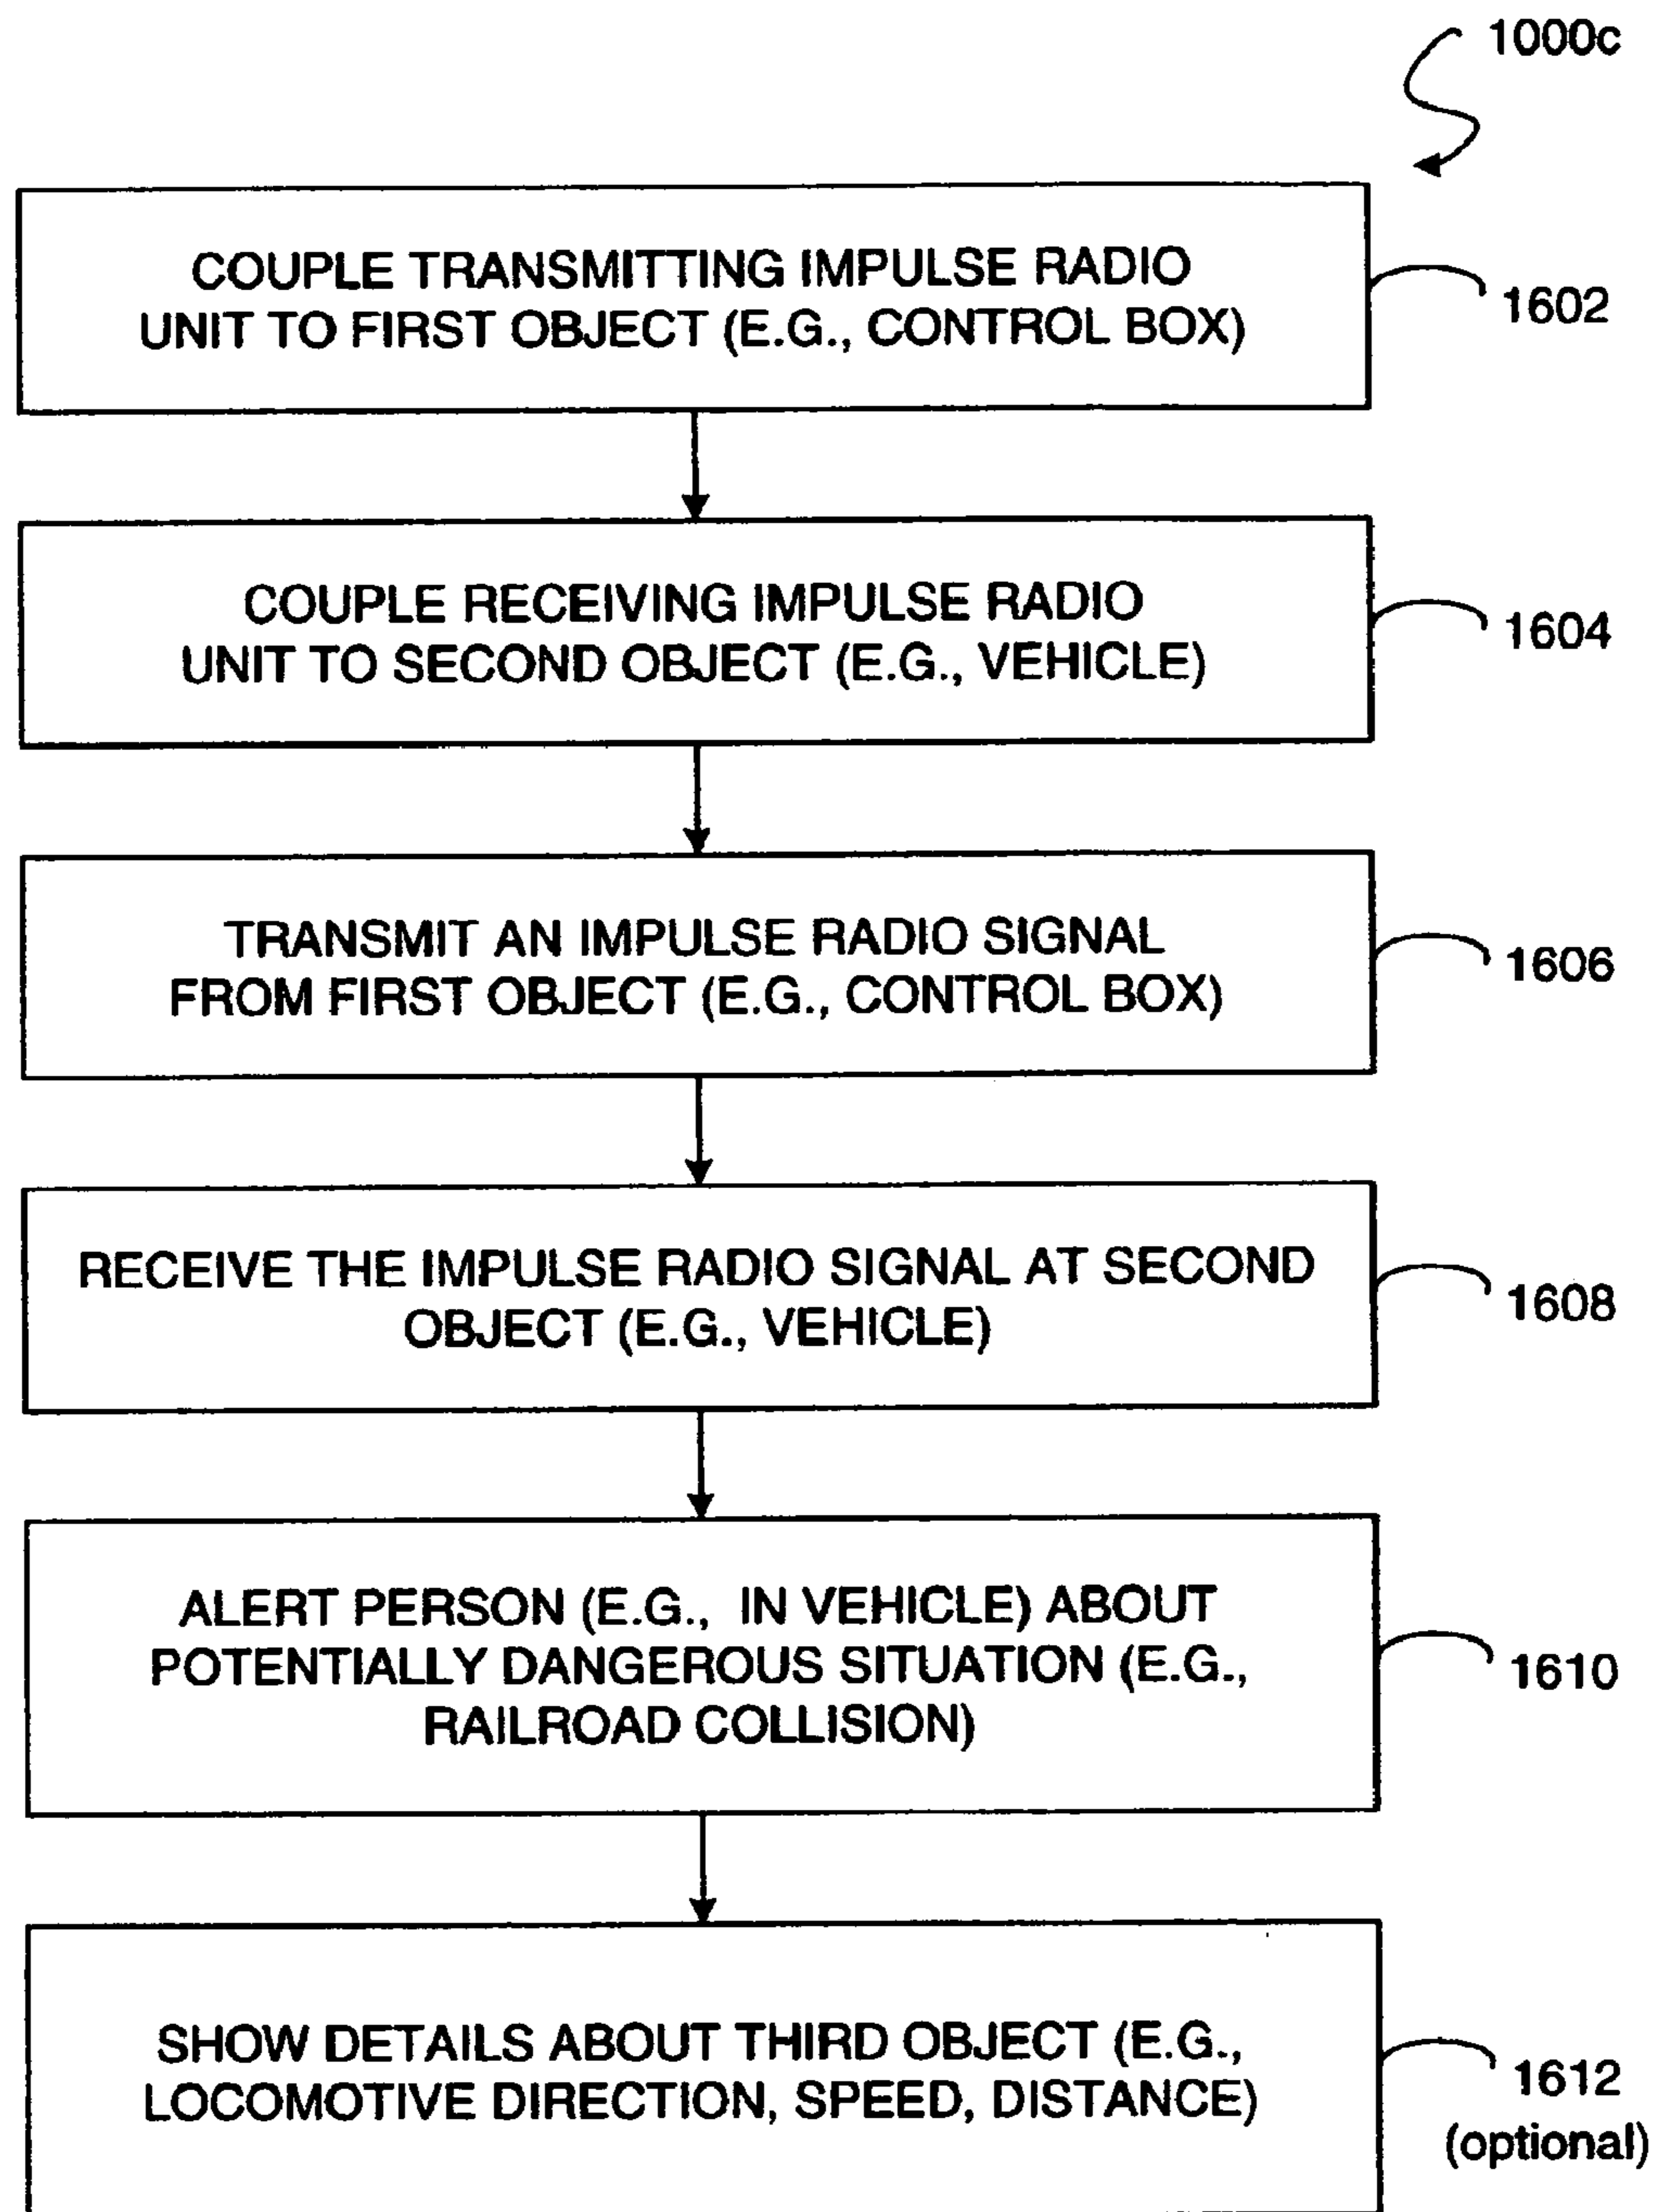 1000c
COUPLE TRANSMITTING IMPULSE RADIO
UNIT TO FIRST OBJECT (E.G., CONTROL BOX)
1602
COUPLE RECEIVING IMPULSE RADIO
UNIT TO SECOND OBJECT (E.G., VEHICLE)
1604
TRANSMIT AN IMPULSE RADIO SIGNAL
FROM FIRST OBJECT (E.G., CONTROL BOX)
1606
RECEIVE THE IMPULSE RADIO SIGNAL AT SECOND
OBJECT (E.G., VEHICLE)
1608
ALERT PERSON (E.G., IN VEHICLE) ABOUT
POTENTIALLY DANGEROUS SITUATION (E.G.,
RAILROAD COLLISION)
1610
SHOW DETAILS ABOUT THIRD OBJECT (E.G.,
LOCOMOTIVE DIRECTION, SPEED, DISTANCE)
1612
(optional)